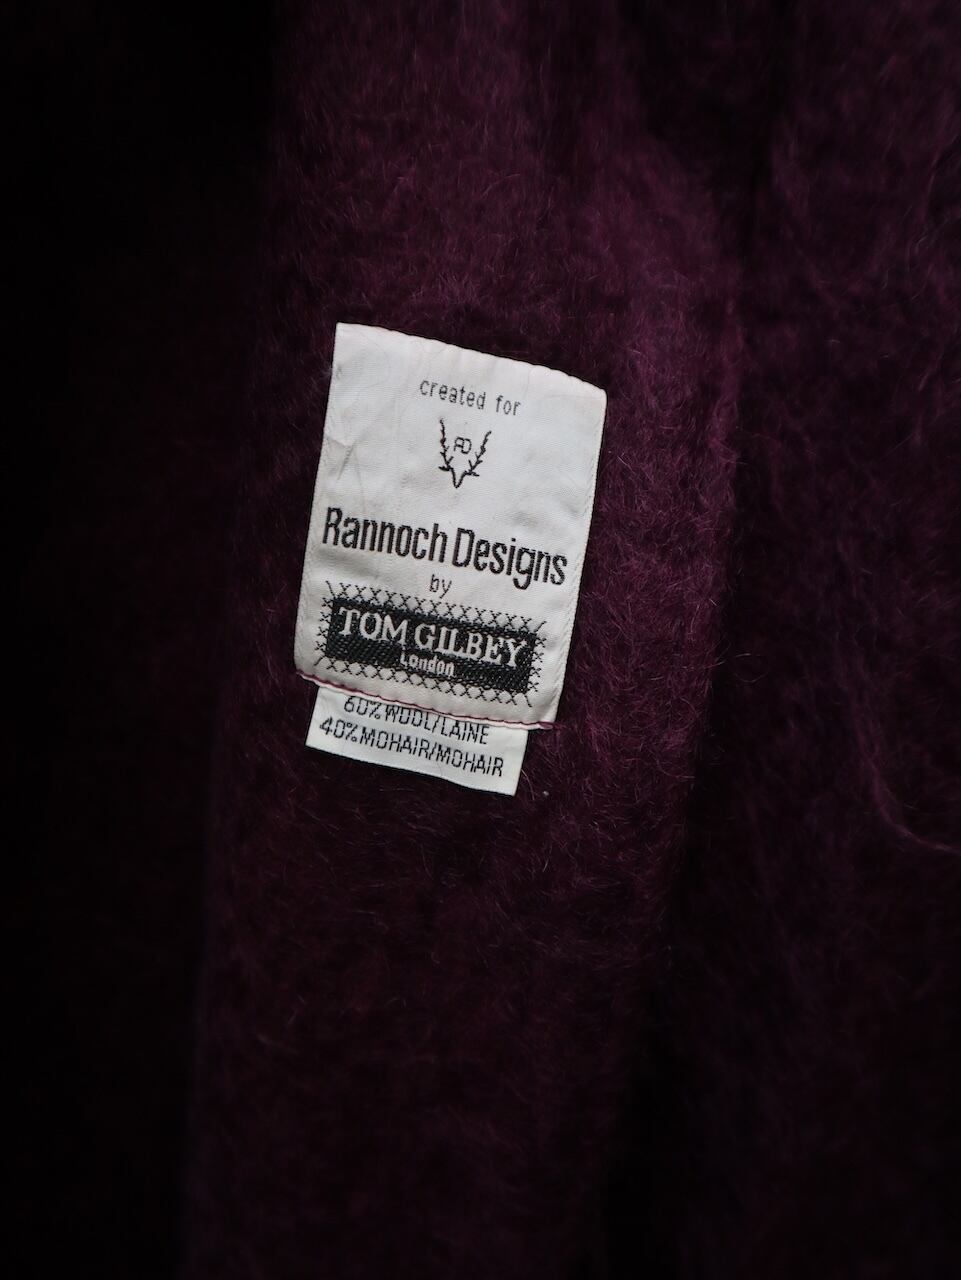 created for
RD
Rannoch Designs
by
TOM GILBEY
London
60% WOOL/LAINE
40% MOHAIR/MOHAIR